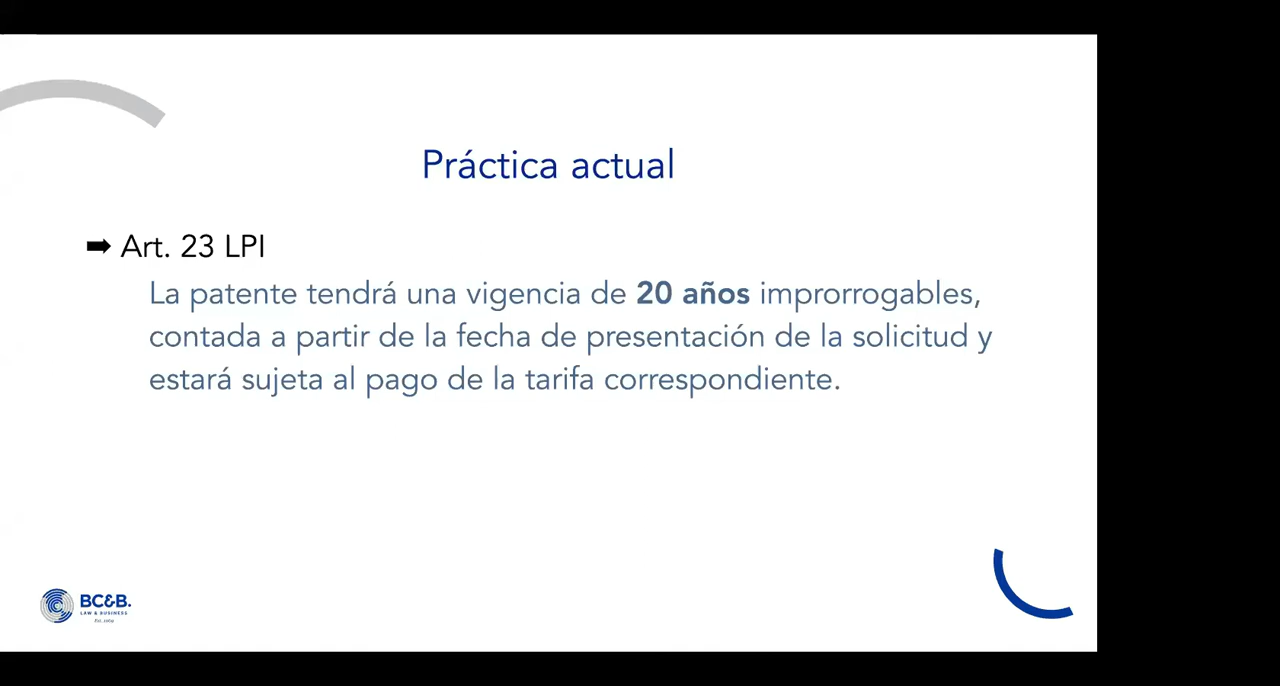 Práctica actual
➡ Art. 23 LPI
La patente tendrá una vigencia de 20 años improrrogables,
contada a partir de la fecha de presentación de la solicitud y
estará sujeta al pago de la tarifa correspondiente.
BC&B.
LAW & BUSINESS